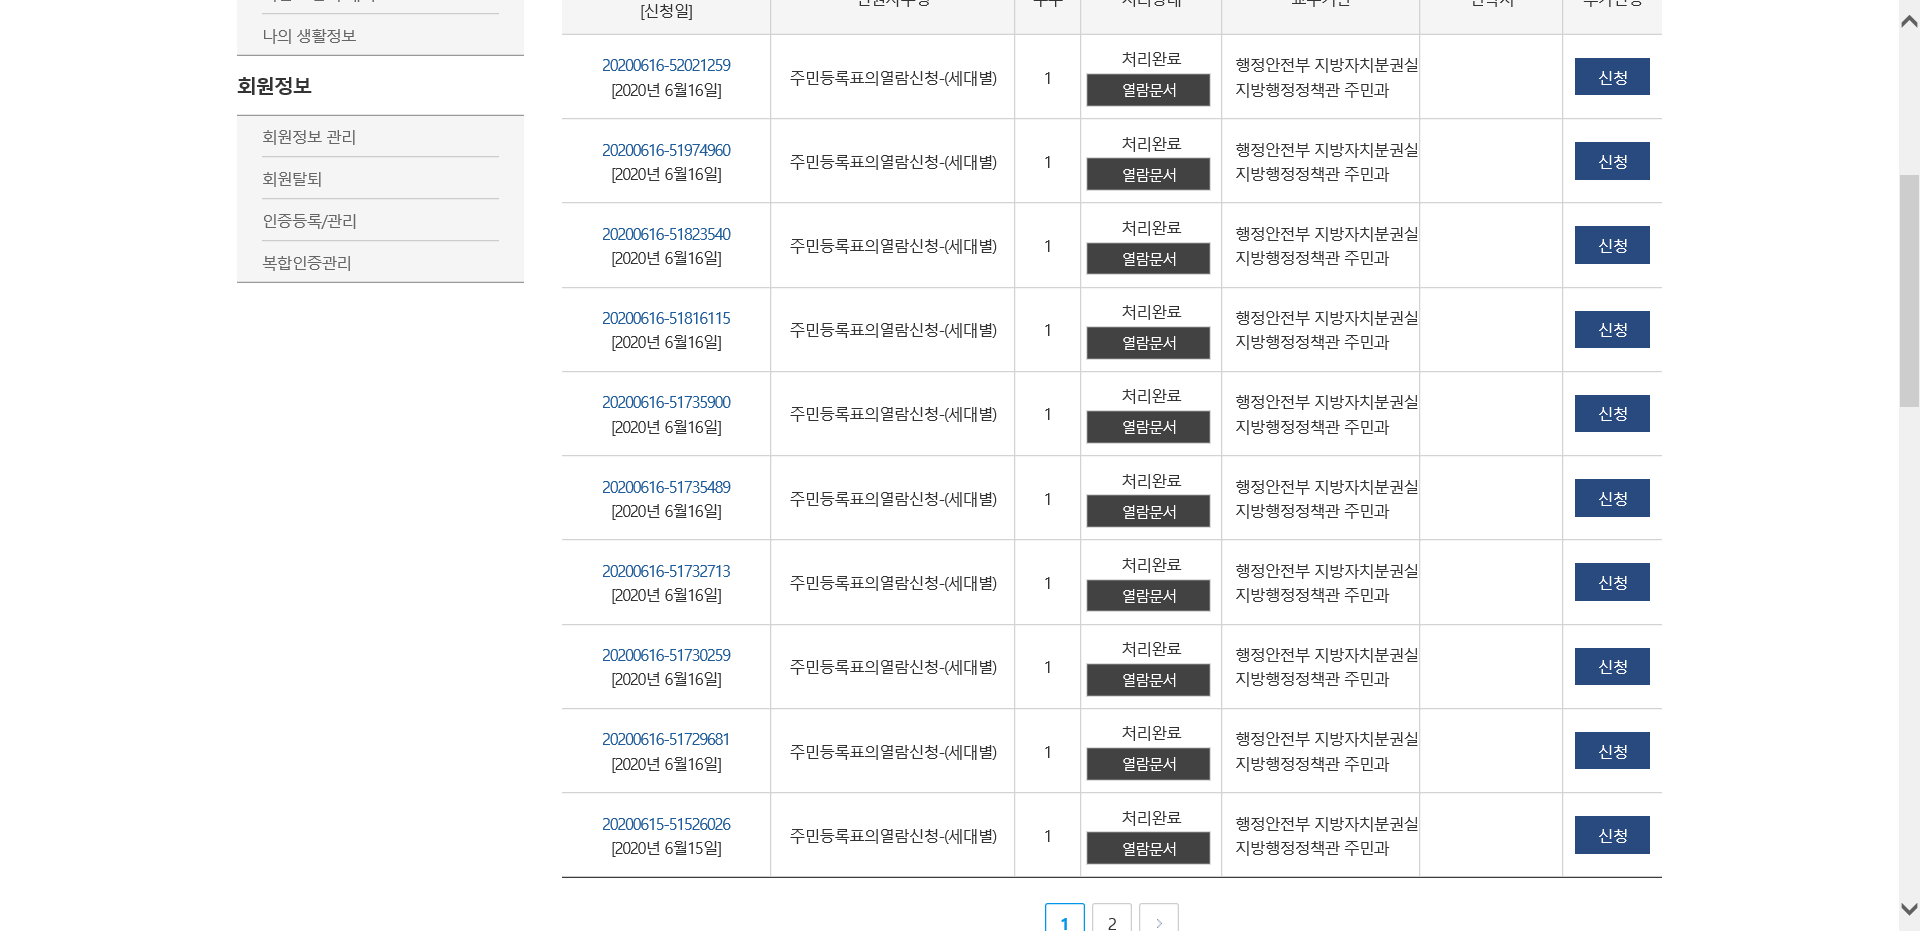 나의 생활정보
회원정보
회원정보 관리
회원탈퇴
인증등록/관리
복합인증관리
[신청일]
20200616-52021259
[2020년 6월16일]
주민등록표의열람신청-(세대별)
1
처리완료
열람문서
행정안전부 지방자치분권실
지방행정정책관 주민과
신청
20200616-51974960
[2020년 6월16일]
주민등록표의열람신청-(세대별)
1
처리완료
열람문서
행정안전부 지방자치분권실
지방행정정책관 주민과
신청
20200616-51823540
[2020년 6월16일]
주민등록표의열람신청-(세대별)
1
처리완료
열람문서
행정안전부 지방자치분권실
지방행정정책관 주민과
신청
20200616-51816115
[2020년 6월16일]
주민등록표의열람신청-(세대별)
1
처리완료
열람문서
행정안전부 지방자치분권실
지방행정정책관 주민과
신청
20200616-51735900
[2020년 6월16일]
주민등록표의열람신청-(세대별)
1
처리완료
열람문서
행정안전부 지방자치분권실
지방행정정책관 주민과
신청
20200616-51735489
[2020년 6월16일]
주민등록표의열람신청-(세대별)
1
처리완료
열람문서
행정안전부 지방자치분권실
지방행정정책관 주민과
신청
20200616-51732713
[2020년 6월16일]
주민등록표의열람신청-(세대별)
1
처리완료
열람문서
행정안전부 지방자치분권실
지방행정정책관 주민과
신청
20200616-51730259
[2020년 6월16일]
주민등록표의열람신청-(세대별)
1
처리완료
열람문서
행정안전부 지방자치분권실
지방행정정책관 주민과
신청
20200616-51729681
[2020년 6월16일]
주민등록표의열람신청-(세대별)
1
처리완료
열람문서
행정안전부 지방자치분권실
지방행정정책관 주민과
신청
20200615-51526026
[2020년 6월15일]
주민등록표의열람신청-(세대별)
1
처리완료
열람문서
행정안전부 지방자치분권실
지방행정정책관 주민과
신청
1 2 >